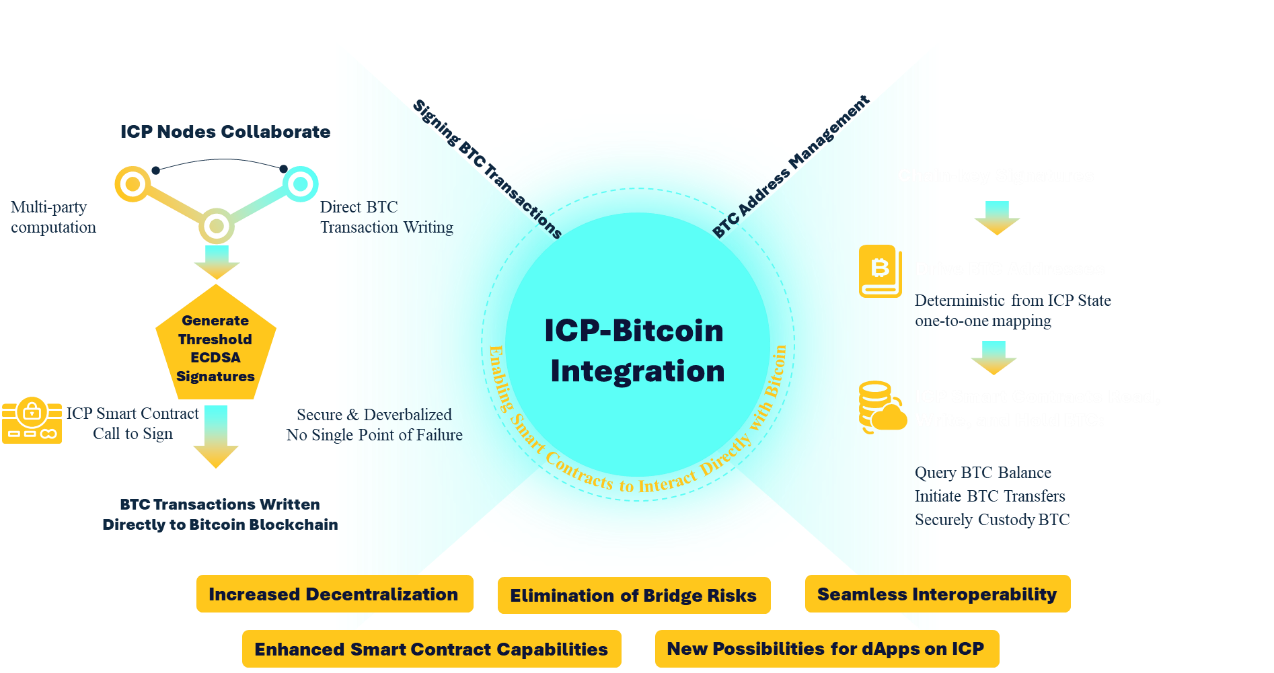 Signing BTC Transactions
BTC Address Management
ICP Nodes Collaborate
Multi-party
computation
Direct BTC
Transaction Writing
Generate
Threshold
ECDSA
Signatures
ICP Smart Contract
Call to Sign
Secure & Deverbalized
No Single Point of Failure
BTC Transactions Written
Directly to Bitcoin Blockchain
ICP-Bitcoin
Integration
Enabling Smart Contracts to Interact Directly with Bitcoin
Deterministic from ICP State
one-to-one mapping
Query BTC Balance
Initiate BTC Transfers
Securely Custody BTC
Increased Decentralization
Elimination of Bridge Risks
Seamless Interoperability
Enhanced Smart Contract Capabilities
New Possibilities for dApps on ICP